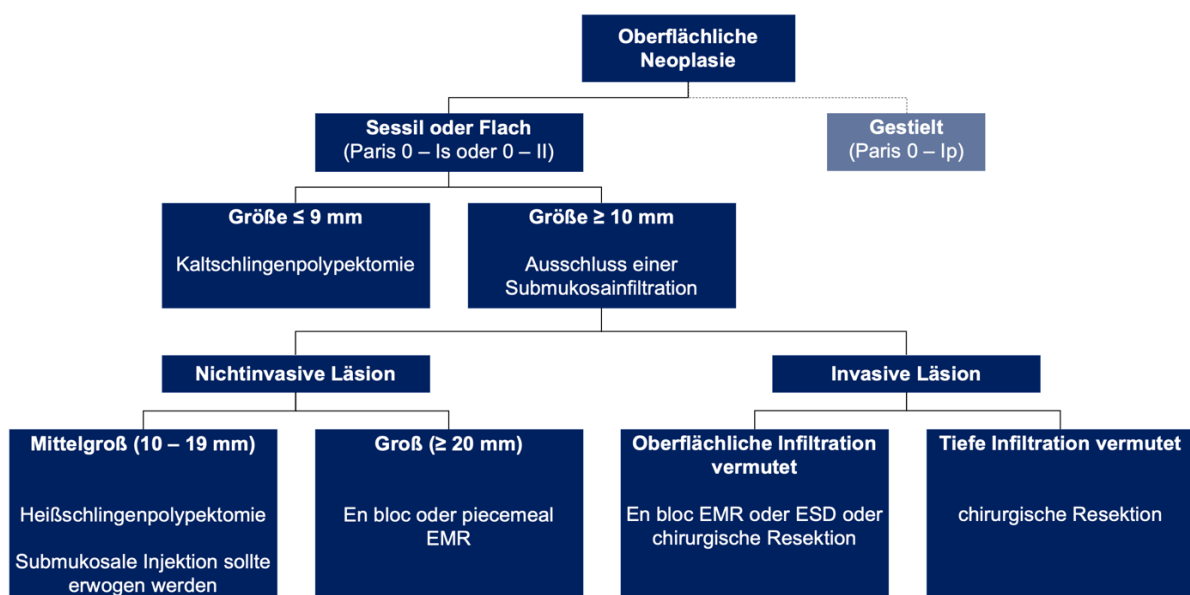 Oberflächliche
Neoplasie
Sessil oder Flach
(Paris 0 – Is oder 0 – II)
Gestielt
(Paris 0 – Ip)
Größe ≤ 9 mm
Kaltschlingenpolypektomie
Größe ≥ 10 mm
Ausschluss einer
Submukosainfiltration
Nichtinvasive Läsion
Invasive Läsion
Mittelgroß (10 – 19 mm)
Heißschlingenpolypektomie
Submukosale Injektion sollte
erwogen werden
Groß (≥ 20 mm)
En bloc oder piecemeal
EMR
Oberflächliche Infiltration
vermutet
En bloc EMR oder ESD oder
chirurgische Resektion
Tiefe Infiltration vermutet
chirurgische Resektion